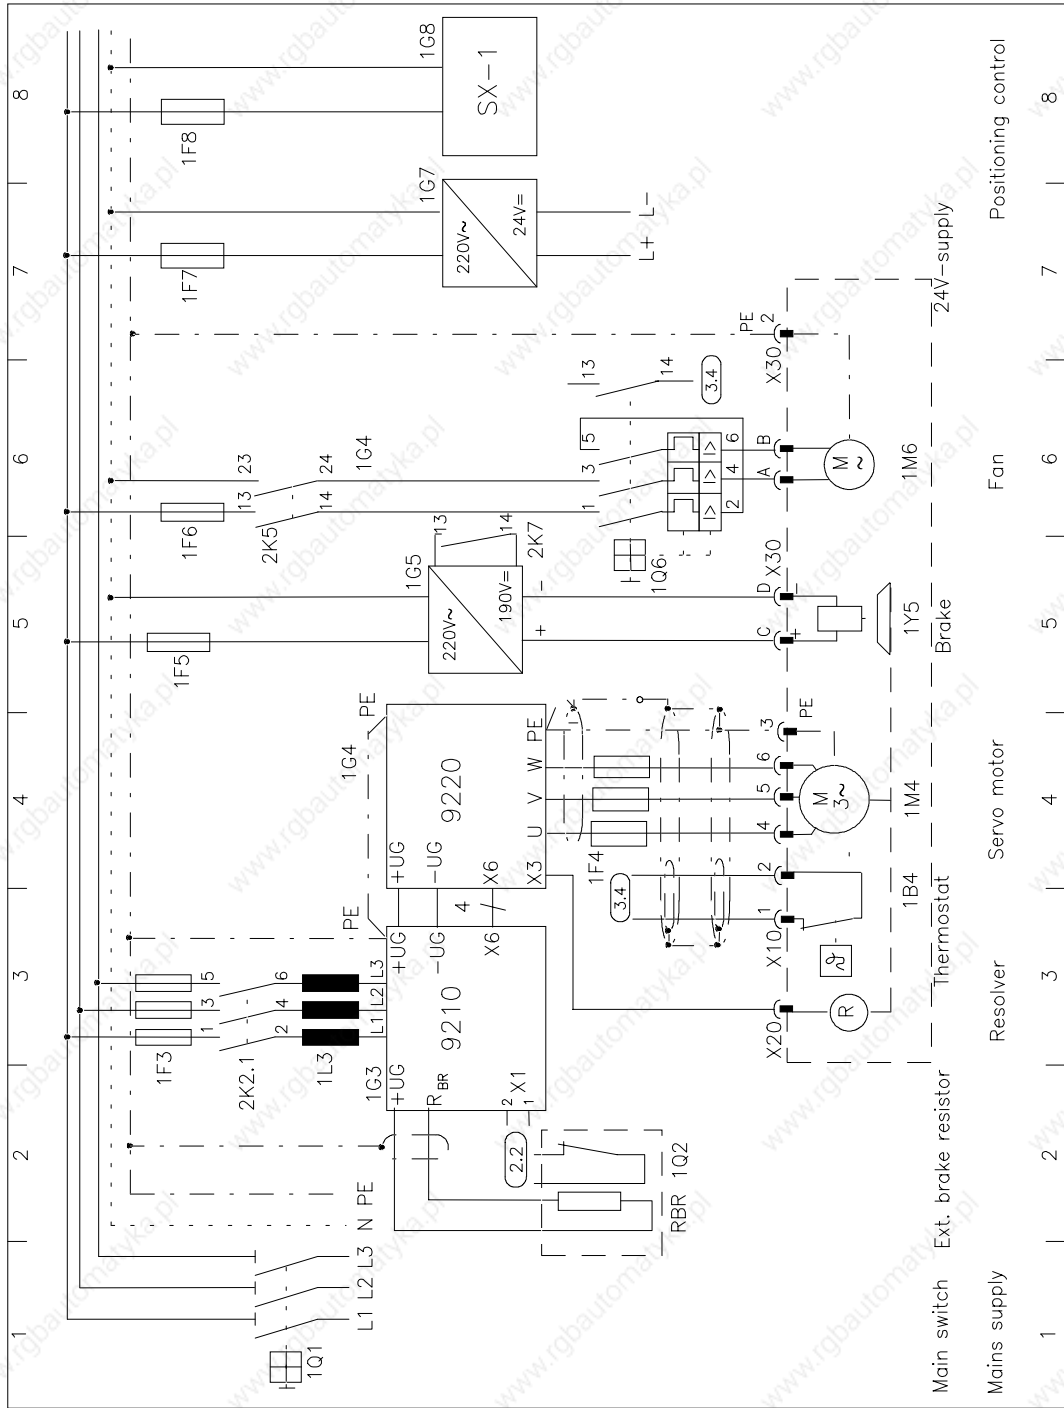 1 2 3 4 5 6 7 8
1F3
1F5
1F6
1F7
1F8
1 3 5
2K2.1
2 4 6
1L3
13 23
2K5
14 24
1G4
1Q1
L1 L2 L3 N PE
PE
PE
1G3
L1 L2 L3
+UG
RBR
+UG
-UG
9210
X6
2
1
X1
4
1G4
+UG
-UG
9220
X6
X3 U V W PE
1G5
220V~
190V=
13
14
2K7
+ -
1G7
220V~
24V=
L+ L-
1G8
SX-1
2.2
RBR 1Q2
3.4
1F4
1Q6
1 3 5
I> I> I>
2 4 6
13
14
3.4
X20
X10 1 2
4 5 6 3
PE
C D X30
+ -
A B
X30 2
PE
R
1B4
M
3~
1M4
1Y5
M
~
1M6
Main switch Ext. brake resistor Thermostat Brake 24V-supply
Mains supply Resolver Servo motor Fan Positioning control
1 2 3 4 5 6 7 8
www.rgbautomatyka.pl